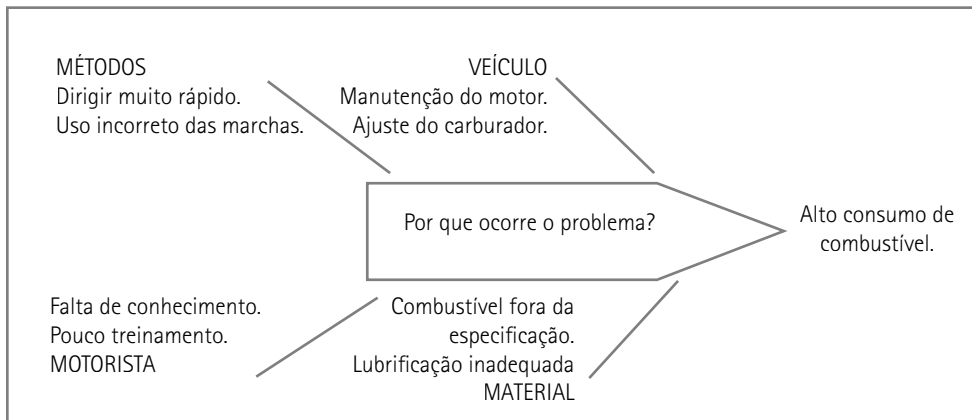 MÉTODOS
Dirigir muito rápido.
Uso incorreto das marchas.
VEÍCULO
Manutenção do motor.
Ajuste do carburador.
Por que ocorre o problema?
Alto consumo de
combustível.
Falta de conhecimento.
Pouco treinamento.
MOTORISTA
Combustível fora da
especificação.
Lubrificação inadequada
MATERIAL